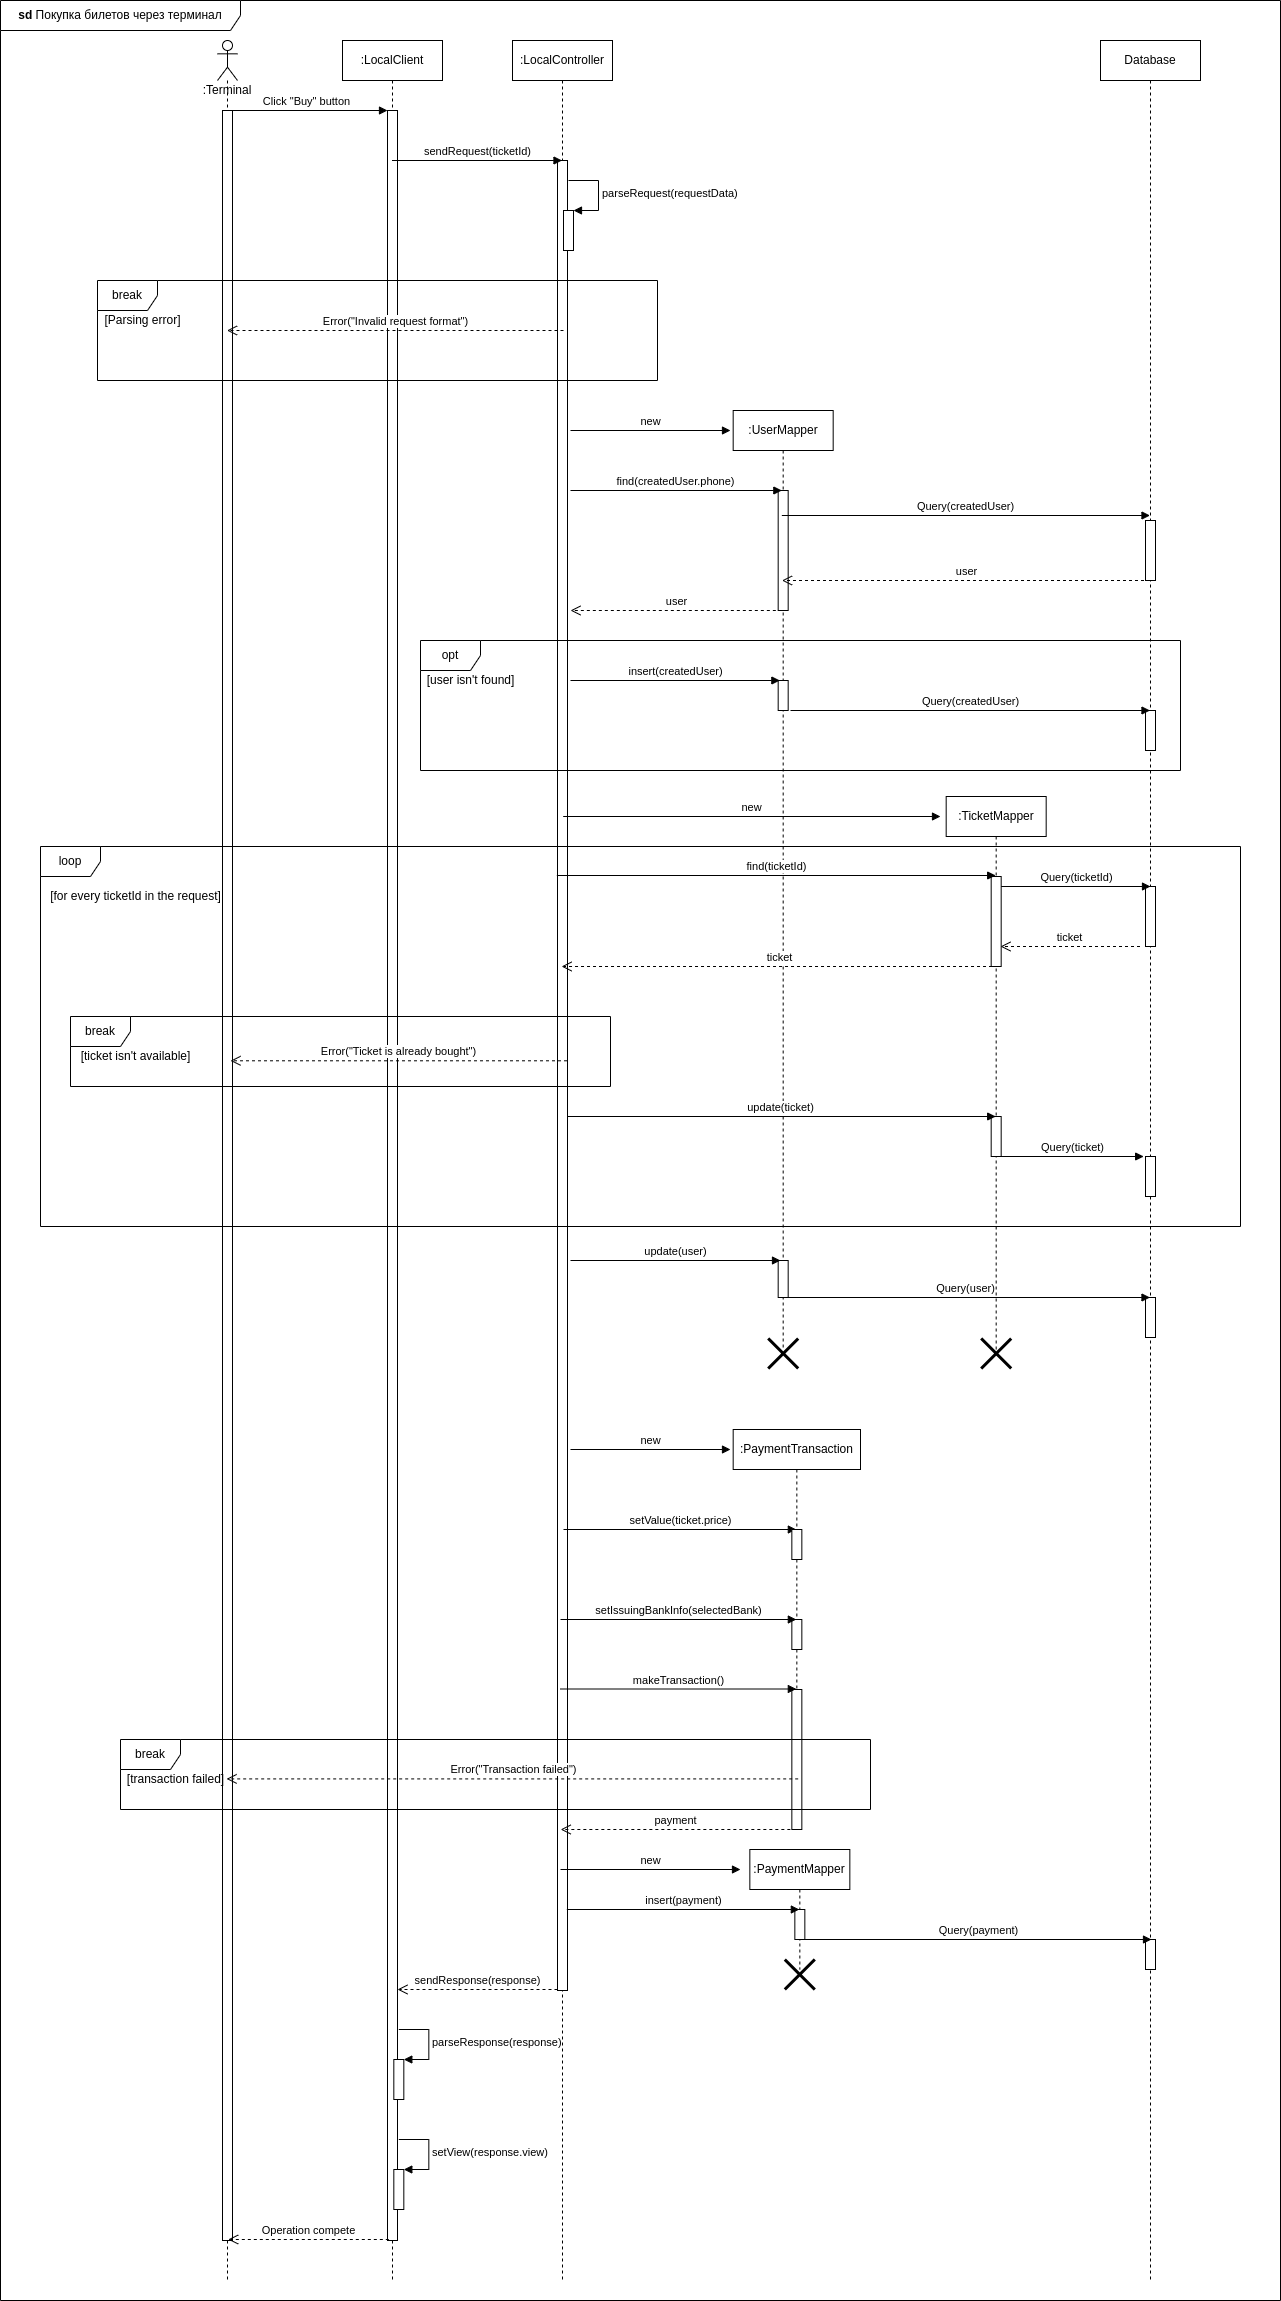 sd Покупка билетов через терминал
:Terminal
:LocalClient
:LocalController
Database
Click "Buy" button
sendRequest(ticketId)
parseRequest(requestData)
break
[Parsing error]
Error("Invalid request format")
new
:UserMapper
find(createdUser.phone)
Query(createdUser)
user
user
opt
[user isn't found]
insert(createdUser)
Query(createdUser)
new
:TicketMapper
loop
[for every ticketId in the request]
find(ticketId)
Query(ticketId)
ticket
ticket
break
[ticket isn't available]
Error("Ticket is already bought")
update(ticket)
Query(ticket)
update(user)
Query(user)
new
:PaymentTransaction
setValue(ticket.price)
setIssuingBankInfo(selectedBank)
makeTransaction()
break
[transaction failed]
Error("Transaction failed")
payment
new
:PaymentMapper
insert(payment)
Query(payment)
sendResponse(response)
parseResponse(response)
setView(response.view)
Operation compete